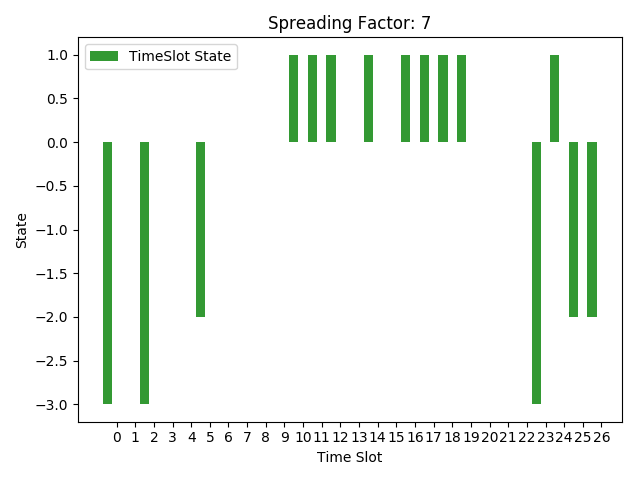 Spreading Factor: 7
TimeSlot State
1.0
0.5
0.0
−0.5
−1.0
−1.5
−2.0
−2.5
−3.0
State
0 1 2 3 4 5 6 7 8 9 10 11 12 13 14 15 16 17 18 19 20 21 22 23 24 25 26
Time Slot